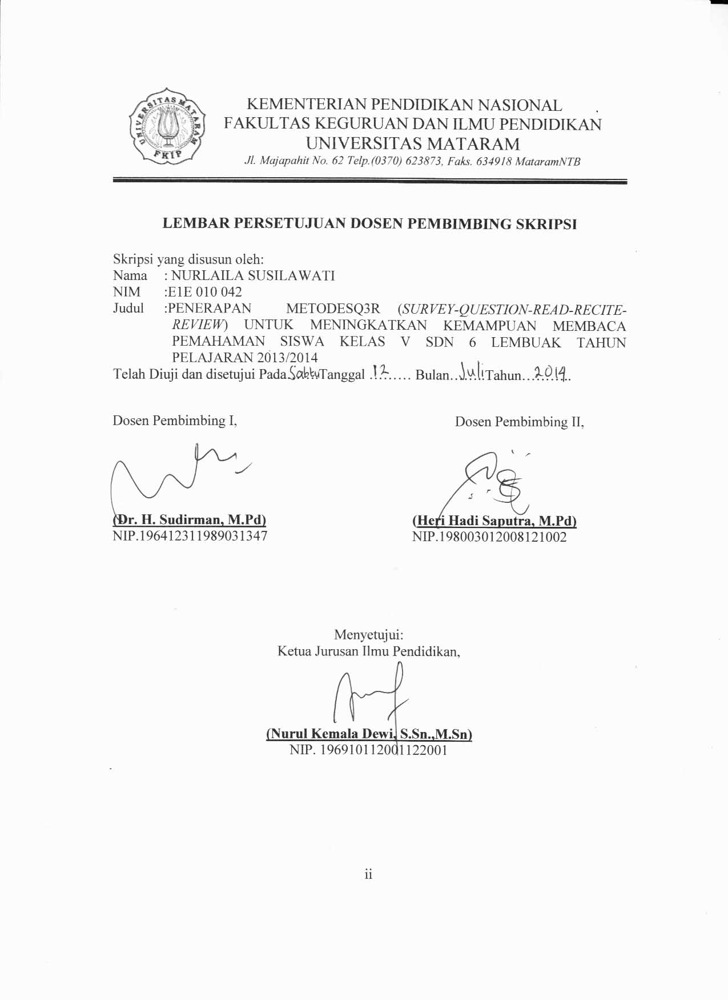 UNIVERSITAS MATARAM
FKIP
KEMENTERIAN PENDIDIKAN NASIONAL
FAKULTAS KEGURUAN DAN ILMU PENDIDIKAN
UNIVERSITAS MATARAM
Jl. Majapahit No. 62 Telp.(0370) 623873, Faks. 634918 MataramNTB
LEMBAR PERSETUJUAN DOSEN PEMBIMBING SKRIPSI
Skripsi yang disusun oleh:
Nama : NURLAILA SUSILAWATI
NIM :E1E 010 042
Judul :PENERAPAN METODESQ3R (SURVEY-QUESTION-READ-RECITE-
REVIEW) UNTUK MENINGKATKAN KEMAMPUAN MEMBACA
PEMAHAMAN SISWA KELAS V SDN 6 LEMBUAK TAHUN
PELAJARAN 2013/2014
Telah Diuji dan disetujui Pada Sabtu Tanggal 12 Bulan Juli Tahun 2014
Dosen Pembimbing I, Dosen Pembimbing II,
(Dr. H. Sudirman, M.Pd) (Heri Hadi Saputra, M.Pd)
NIP.196412311989031347 NIP.198003012008121002
Menyetujui:
Ketua Jurusan Ilmu Pendidikan,
(Nurul Kemala Dewi, S.Sn.,M.Sn)
NIP. 196910112001122001
ii